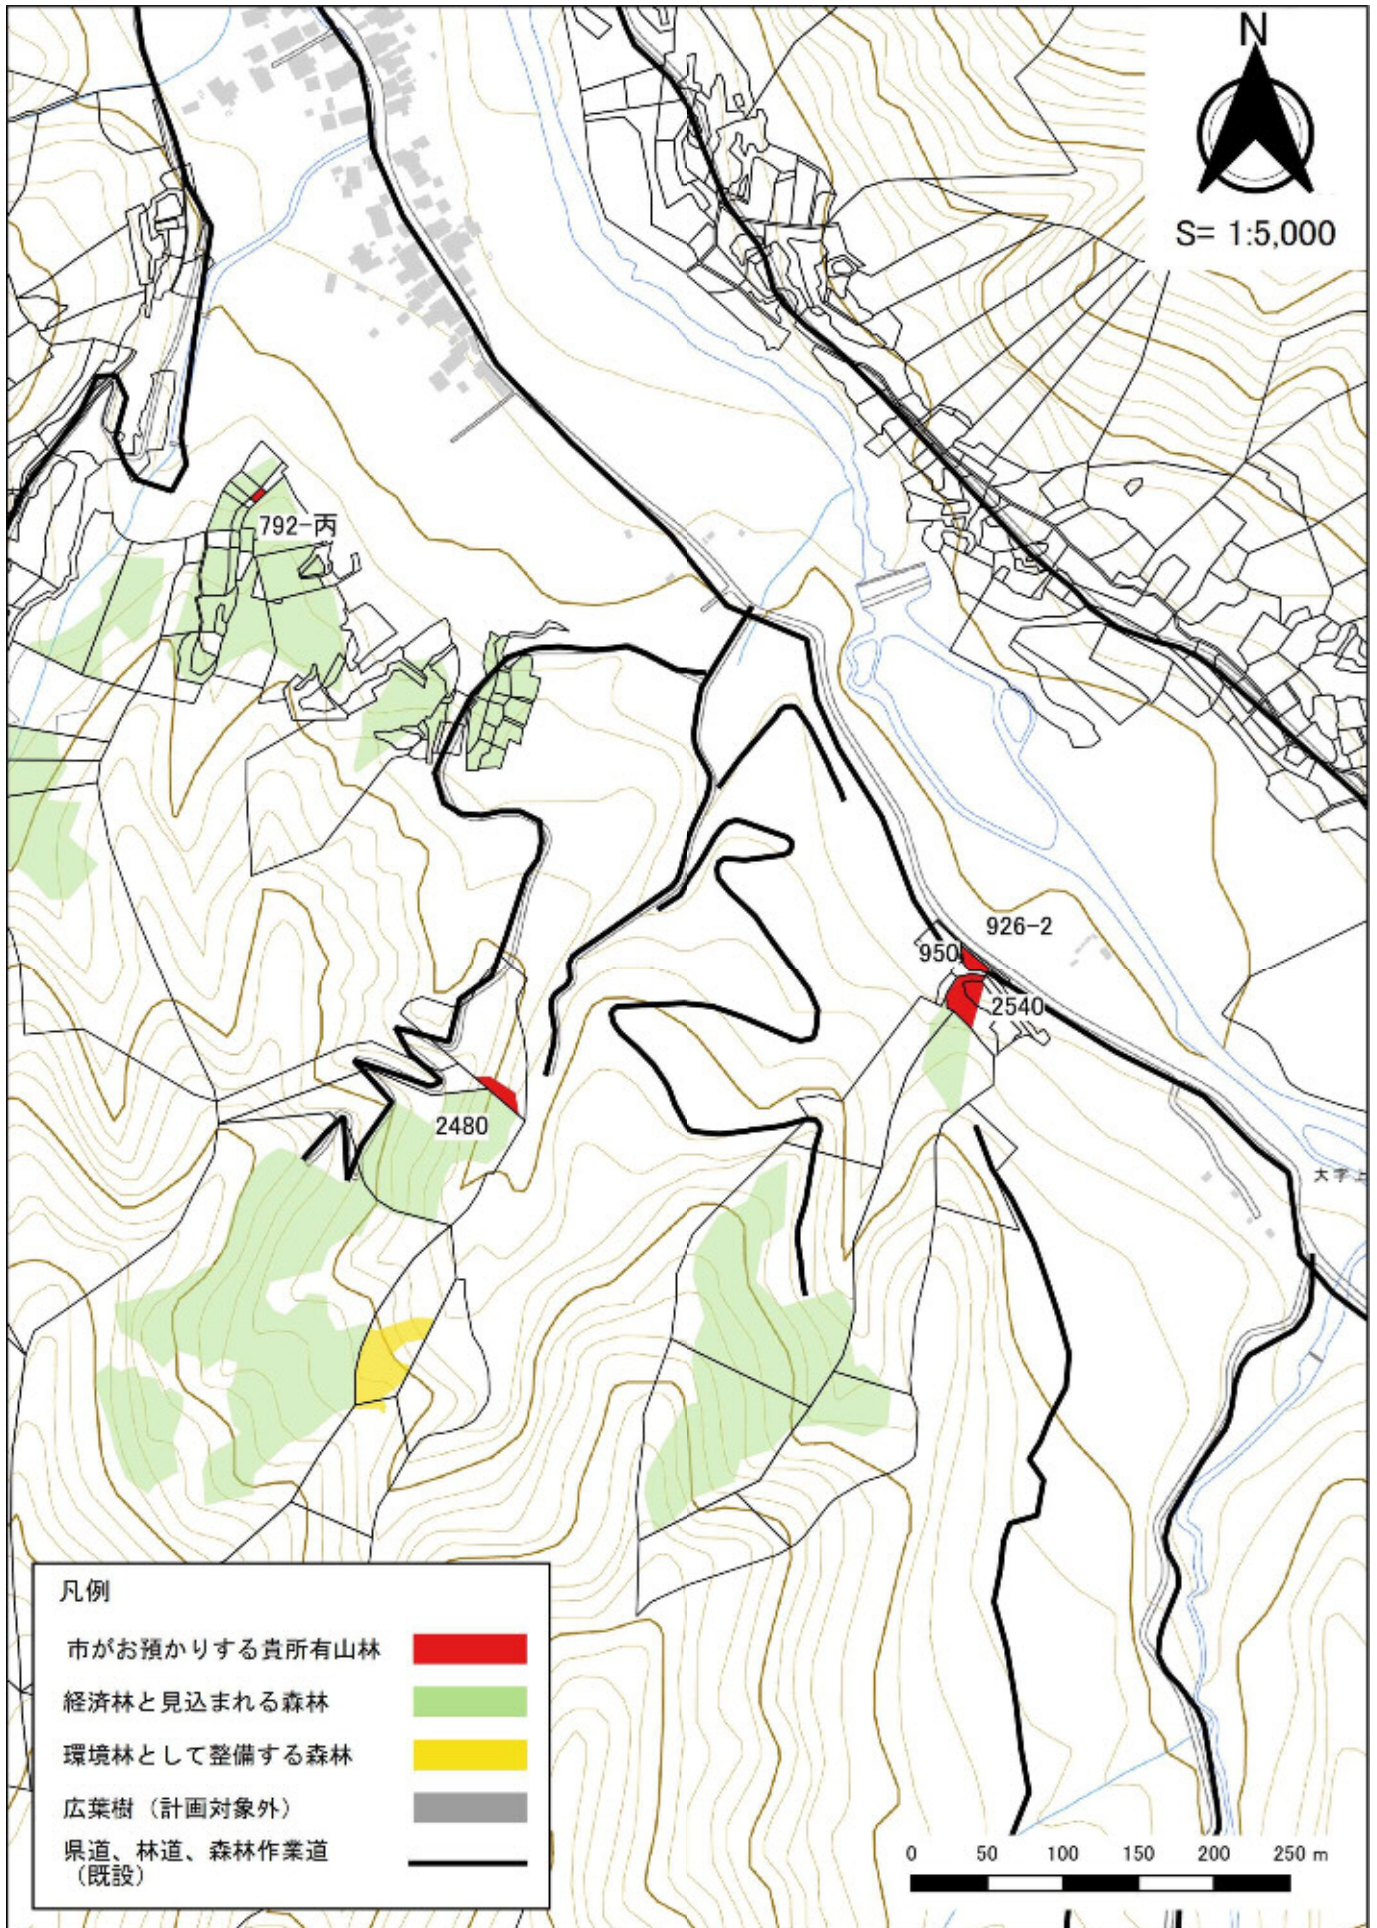 N
S= 1:5,000
792-丙
926-2
950
2540
2480
大字上
凡例
市がお預かりする貴所有山林
経済林と見込まれる森林
環境林として整備する森林
広葉樹（計画対象外）
県道、林道、森林作業道
（既設）
0 50 100 150 200 250 m